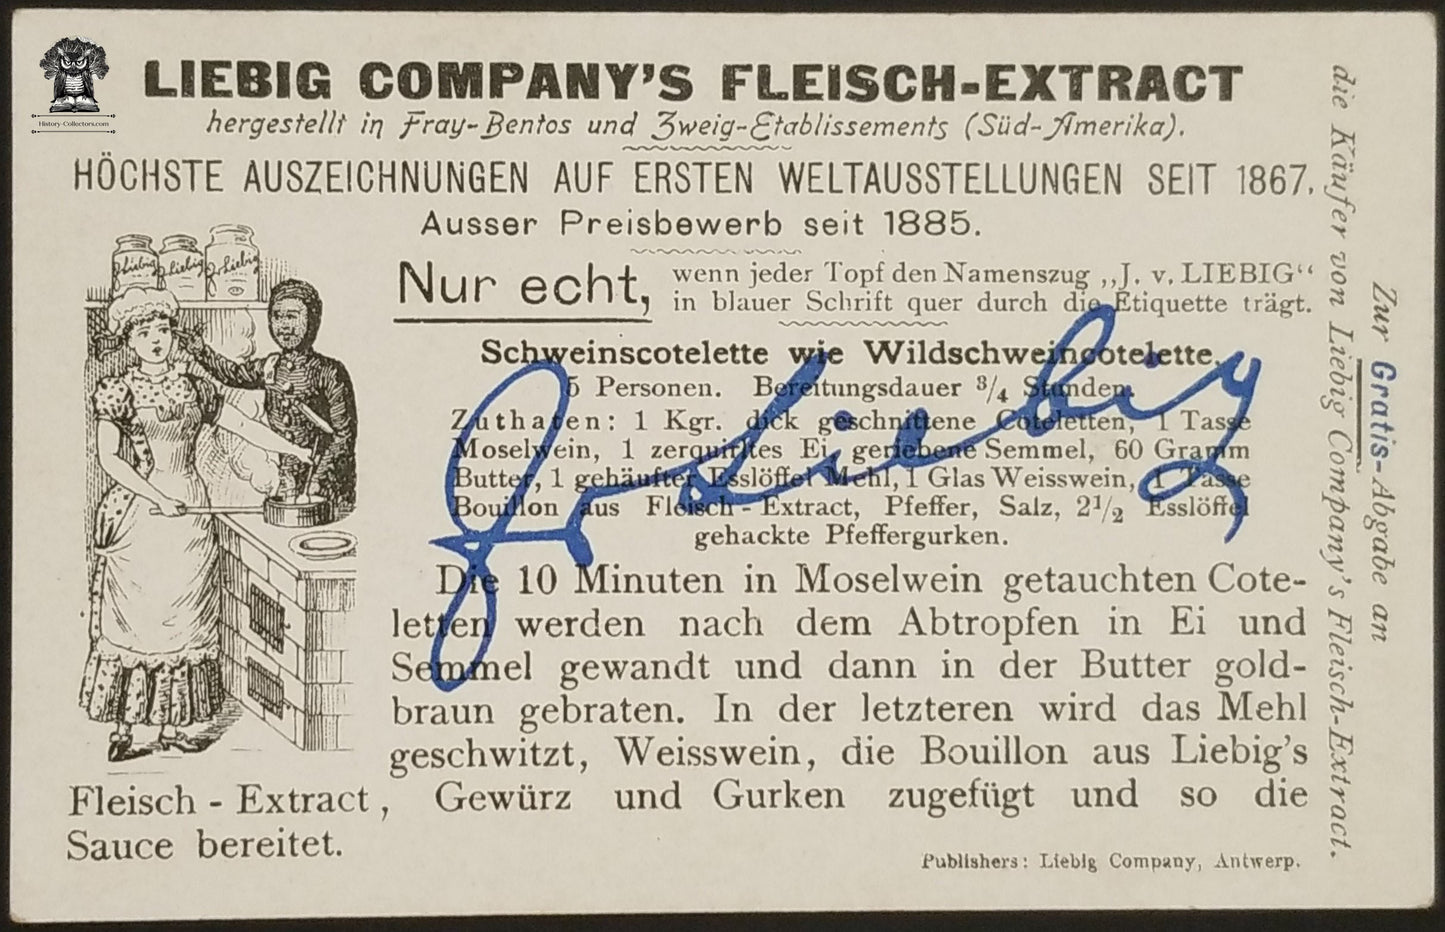 LIEBIG COMPANY'S FLEISCH-EXTRACT
hergestellt in Fray-Bentos und Zweig-Etablissements (Süd-Amerika).
HÖCHSTE AUSZEICHNUNGEN AUF ERSTEN WELTAUSSTELLUNGEN SEIT 1867.
Ausser Preisbewerb seit 1885.
Nur echt,
wenn jeder Topf den Namenszug „J. v. LIEBIG“
in blauer Schrift quer durch die Etiquette trägt.
Schweinscotelette wie Wildschweincotelette.
5 Personen. Bereitungsdauer 3/4 Stunden.
Zuthaten: 1 Kgr. dick geschnittene Coteletten, 1 Tasse
Moselwein, 1 zerquirltes Ei, geriebene Semmel, 60 Gramm
Butter, 1 gehäufter Esslöffel Mehl, 1 Glas Weisswein, 1 Tasse
Bouillon aus Fleisch - Extract, Pfeffer, Salz, 2 1/2 Esslöffel
gehackte Pfeffergurken.
Die 10 Minuten in Moselwein getauchten Cote-
letten werden nach dem Abtropfen in Ei und
Semmel gewandt und dann in der Butter gold-
braun gebraten. In der letzteren wird das Mehl
geschwitzt, Weisswein, die Bouillon aus Liebig's
Fleisch - Extract, Gewürz und Gurken zugefügt und so die
Sauce bereitet.
Publishers: Liebig Company, Antwerp.
JvLiebig
Zur Gratis-Abgabe an
die Käufer von Liebig Company's Fleisch-Extract.
JvLiebig
JvLiebig
JvLiebig
History-Collectors.com